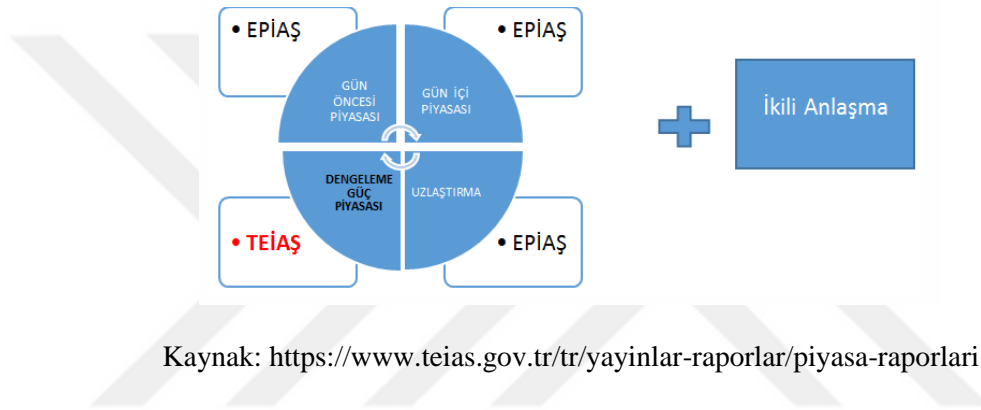 • EPİAŞ
• EPİAŞ
GÜN
ÖNCESİ
PİYASASI
GÜN İÇİ
PİYASASI
İkili Anlaşma
DENGELEME
GÜÇ
PİYASASI
UZLAŞTIRMA
• TEİAŞ
• EPİAŞ
Kaynak: https://www.teias.gov.tr/tr/yayinlar-raporlar/piyasa-raporlari